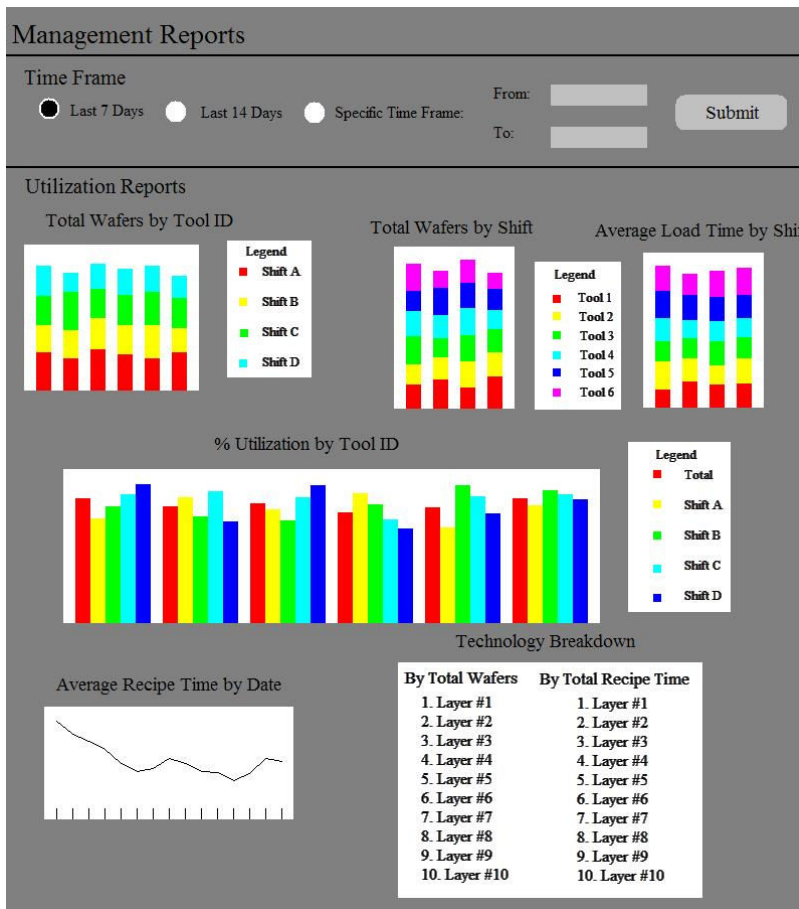 Management Reports
Time Frame
Last 7 Days
Last 14 Days
Specific Time Frame:
From:
To:
Submit
Utilization Reports
Total Wafers by Tool ID
Legend
Shift A
Shift B
Shift C
Shift D
Total Wafers by Shift
Legend
Tool 1
Tool 2
Tool 3
Tool 4
Tool 5
Tool 6
Average Load Time by Shi
% Utilization by Tool ID
Legend
Total
Shift A
Shift B
Shift C
Shift D
Average Recipe Time by Date
Technology Breakdown
By Total Wafers
1. Layer #1
2. Layer #2
3. Layer #3
4. Layer #4
5. Layer #5
6. Layer #6
7. Layer #7
8. Layer #8
9. Layer #9
10. Layer #10
By Total Recipe Time
1. Layer #1
2. Layer #2
3. Layer #3
4. Layer #4
5. Layer #5
6. Layer #6
7. Layer #7
8. Layer #8
9. Layer #9
10. Layer #10